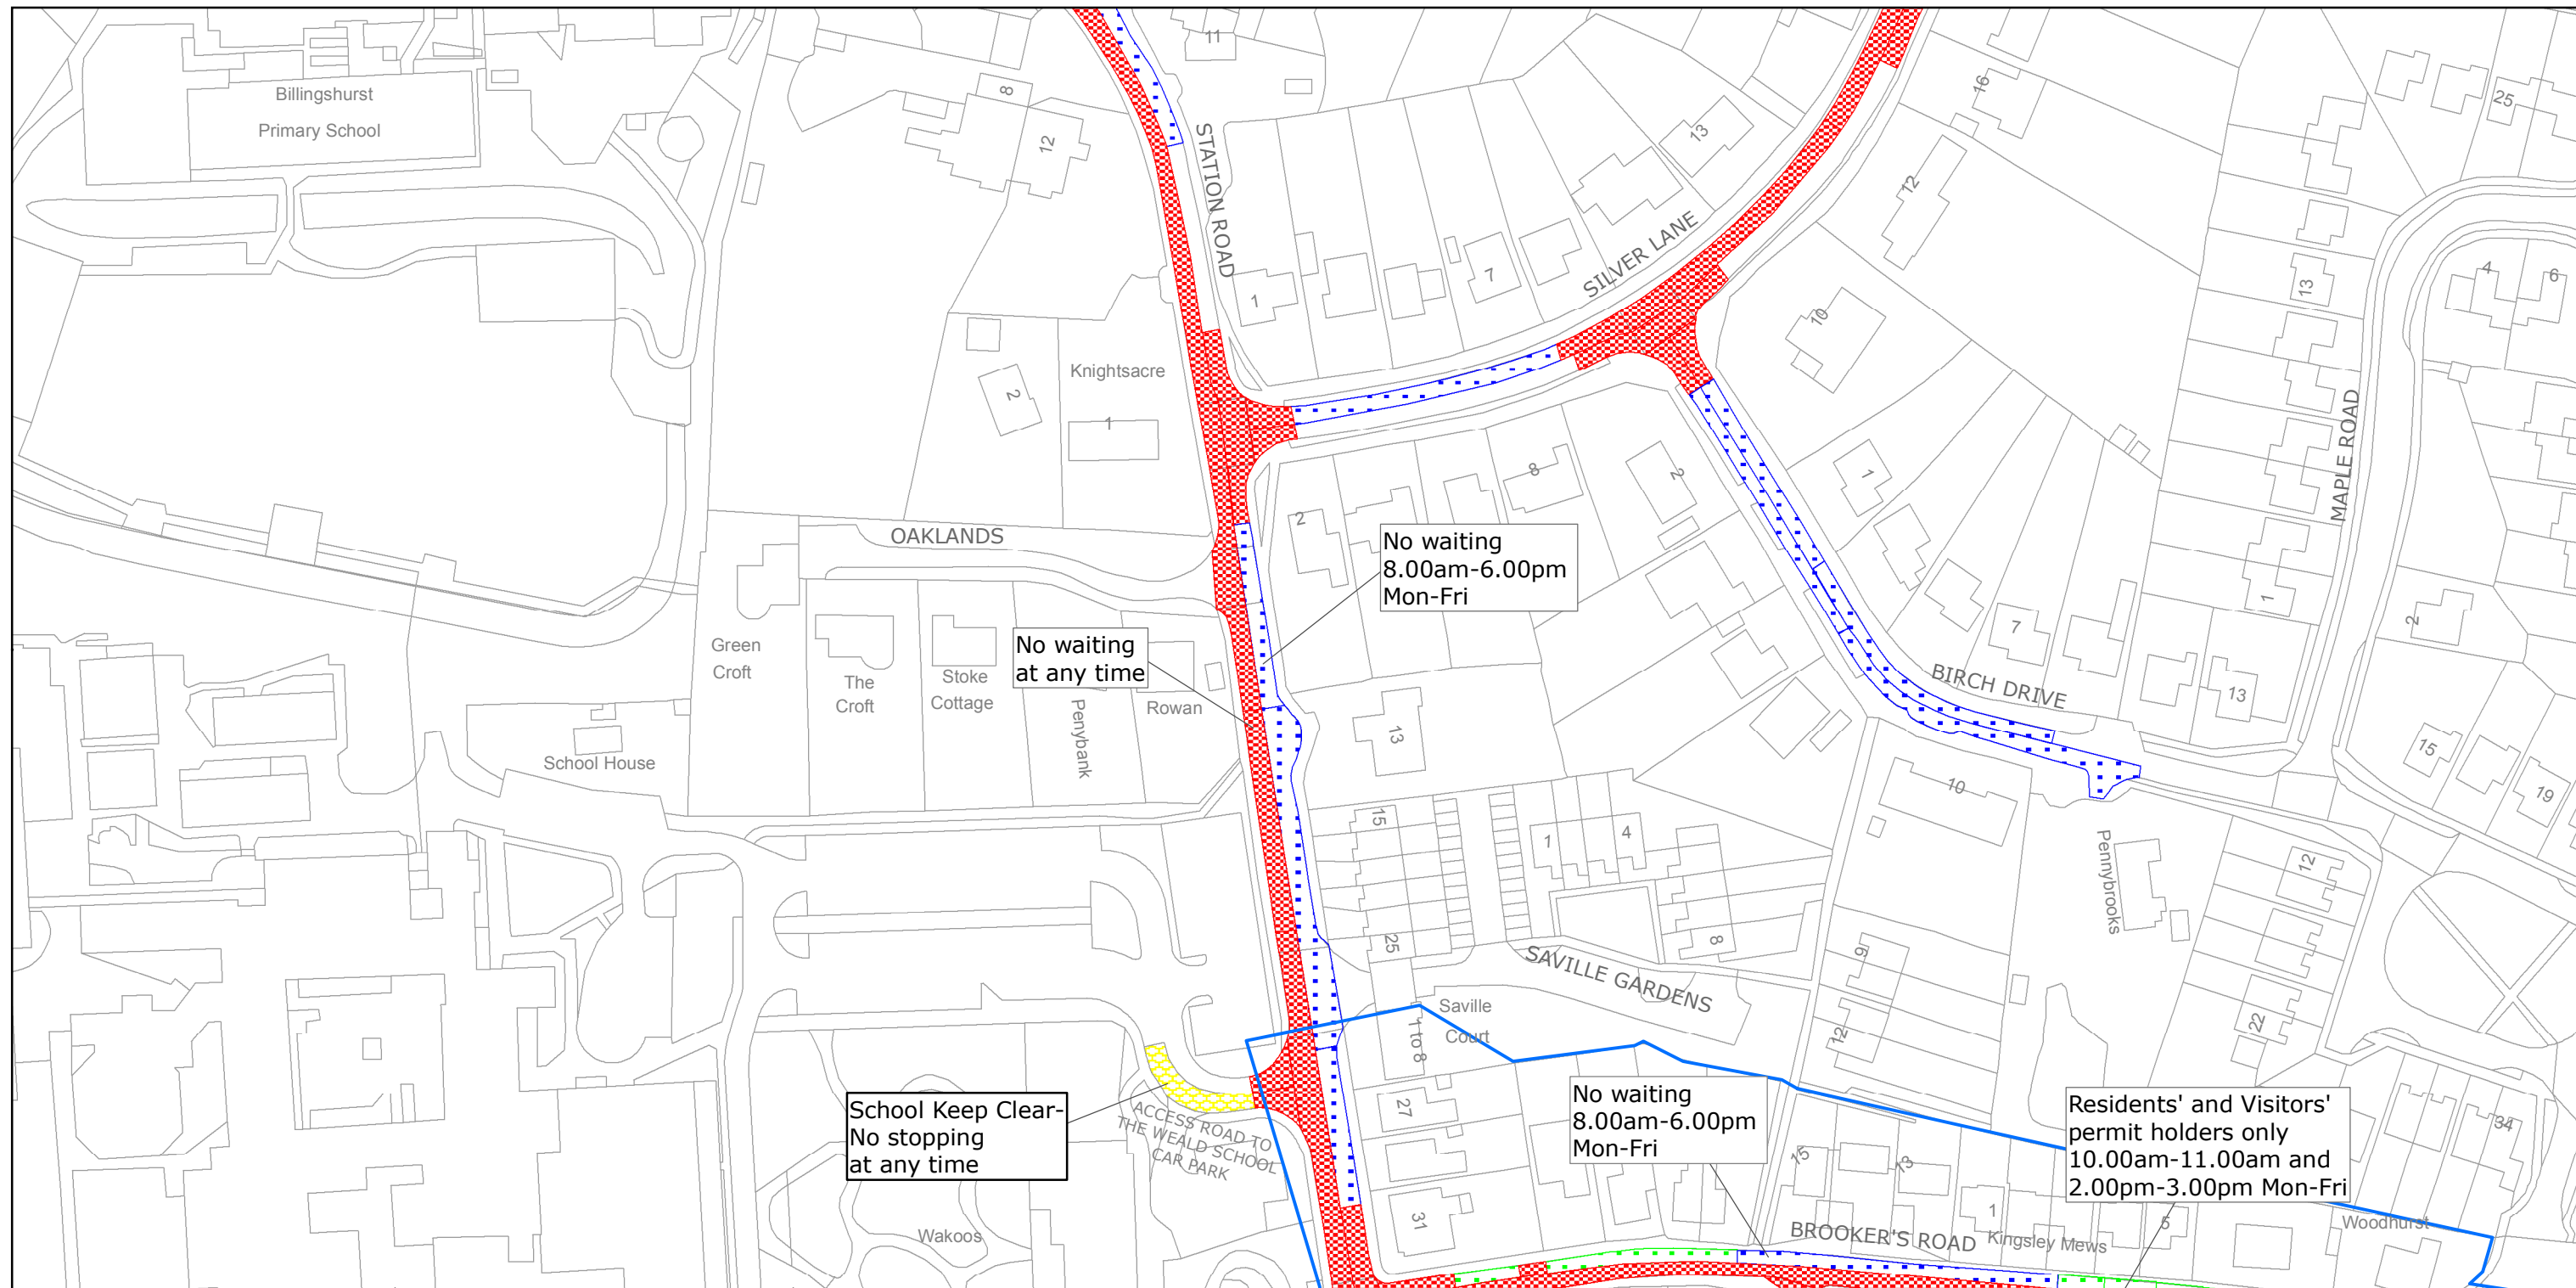 11
Billingshurst
Primary School
8
12
STATION ROAD
13
16
25
12
SILVER LANE
1
7
10
13
4
6
Knightsacre
1
2
MAPLE ROAD
8
2
1
2
OAKLANDS
No waiting
8.00am-6.00pm
Mon-Fri
No waiting
at any time
Green
Croft
The
Croft
Stoke
Cottage
Penybank
Rowan
School House
7
1
2
BIRCH DRIVE
13
13
15
19
10
15
1
4
Pennybrooks
12
25
8
9
SAVILLE GARDENS
Saville
Court
1 to 8
12
22
School Keep Clear-
No stopping
at any time
ACCESS ROAD TO
THE WEALD SCHOOL
CAR PARK
27
No waiting
8.00am-6.00pm
Mon-Fri
Residents' and Visitors'
permit holders only
10.00am-11.00am and
2.00pm-3.00pm Mon-Fri
34
15
13
31
1
5
Wakoos
BROOKER'S ROAD
Kingsley Mews
Woodhurst